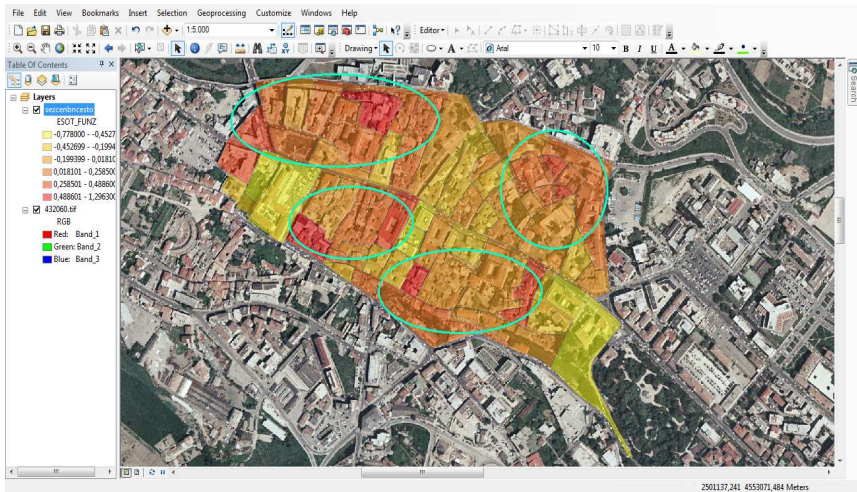 File Edit View Bookmarks Insert Selection Geoprocessing Customize Windows Help
1:5.000 Editor
Drawing Arial 10 B I U A
Table Of Contents
Layers
sezcenbncesto
ESOT_FUNZ
-0,778000 - -0,4527
-0,452699 - -0,1994
-0,199399 - 0,01810
0,018101 - 0,258500
0,258501 - 0,488600
0,488601 - 1,296300
432060.tif
RGB
Red: Band_1
Green: Band_2
Blue: Band_3
Search
2501137,241 4553071,484 Meters